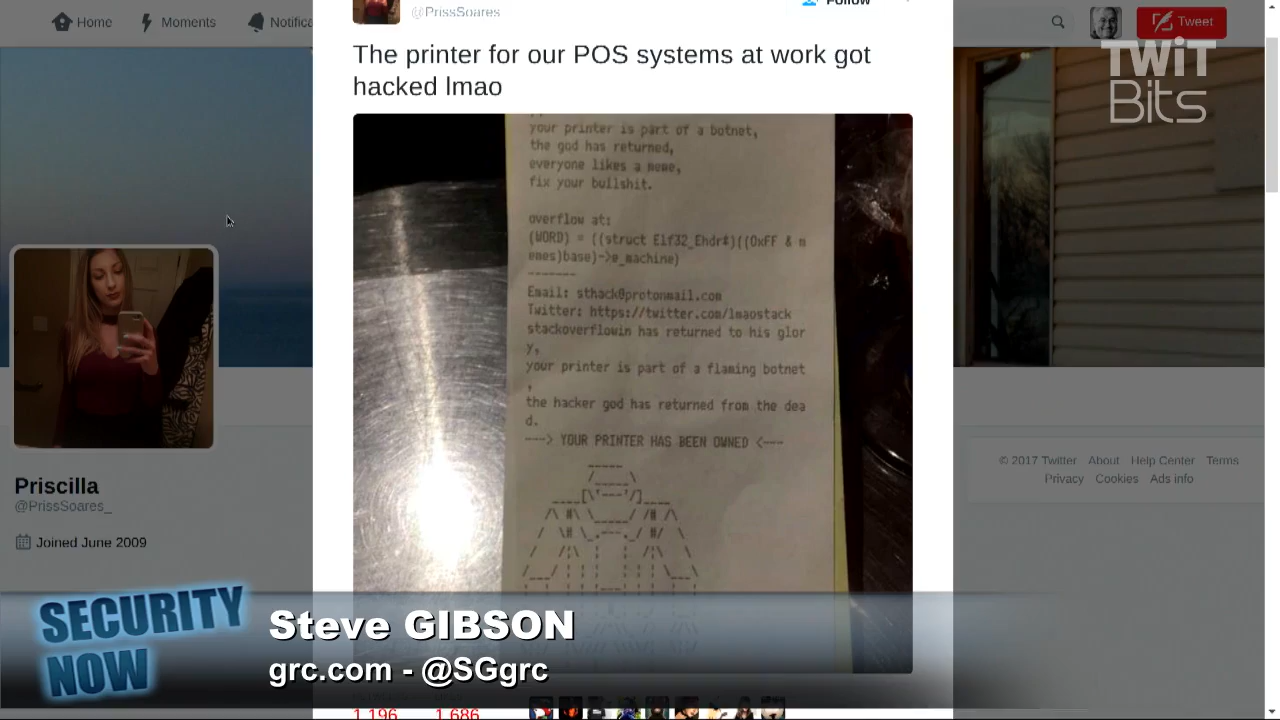 Home
Moments
Notifica
@PrissSoares
Follow
Tweet
TWiT
Bits
The printer for our POS systems at work got
hacked lmao
your printer is part of a botnet,
the god has returned,
everyone likes a meme,
fix your bullshit.
overflow at:
(WORD) = ((struct Elf32_Ehdr*)((0xFF & m
emes)base)->e_machine)
-------
Email: sthack@protonmail.com
Twitter: https://twitter.com/lmaostack
stackoverflowin has returned to his glor
y,
your printer is part of a flaming botnet
,
the hacker god has returned from the dea
d.
----> YOUR PRINTER HAS BEEN OWNED <----
Priscilla
@PrissSoares_
Joined June 2009
© 2017 Twitter About Help Center Terms
Privacy Cookies Ads info
SECURITY
NOW
Steve GIBSON
grc.com - @SGgrc
1,196 1,686